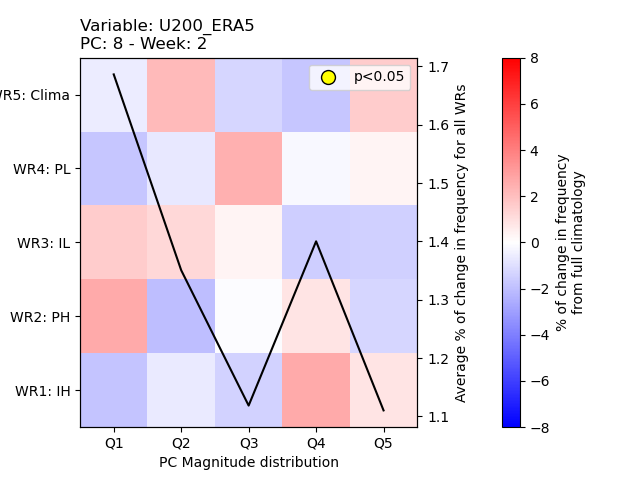 Variable: U200_ERA5
PC: 8 - Week: 2
p<0.05
WR5: Clima
WR4: PL
WR3: IL
WR2: PH
WR1: IH
Q1 Q2 Q3 Q4 Q5
PC Magnitude distribution
1.7
1.6
1.5
1.4
1.3
1.2
1.1
Average % of change in frequency for all WRs
8
6
4
2
0
−2
−4
−6
−8
% of change in frequency
from full climatology